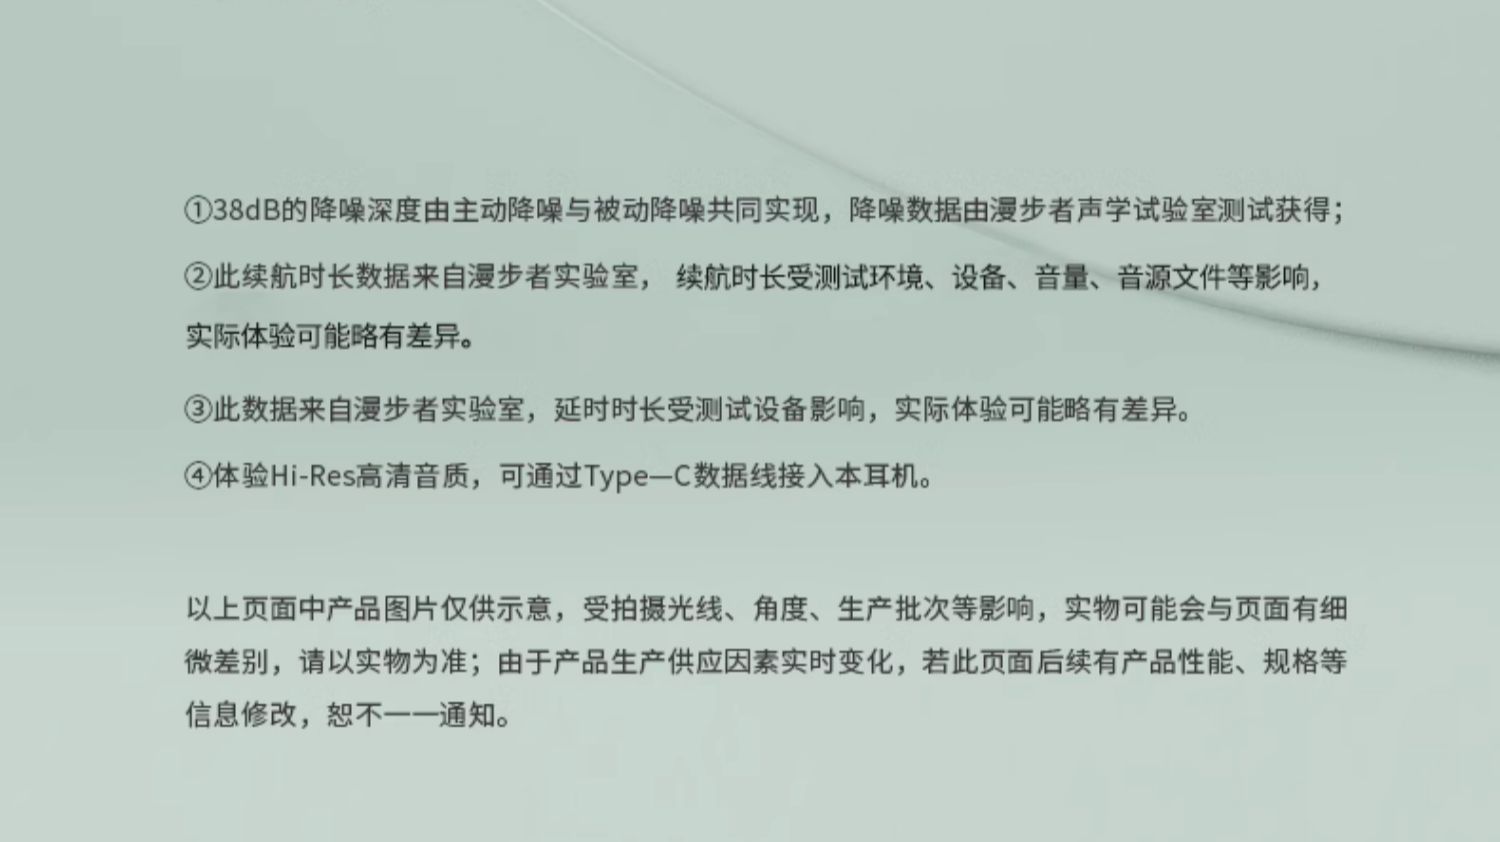 ①38dB的降噪深度由主动降噪与被动降噪共同实现，降噪数据由漫步者声学试验室测试获得；
②此续航时长数据来自漫步者实验室， 续航时长受测试环境、设备、音量、音源文件等影响，
实际体验可能略有差异。
③此数据来自漫步者实验室，延时时长受测试设备影响，实际体验可能略有差异。
④体验Hi-Res高清音质，可通过Type—C数据线接入本耳机。
以上页面中产品图片仅供示意，受拍摄光线、角度、生产批次等影响，实物可能会与页面有细
微差别，请以实物为准；由于产品生产供应因素实时变化，若此页面后续有产品性能、规格等
信息修改，恕不一一通知。